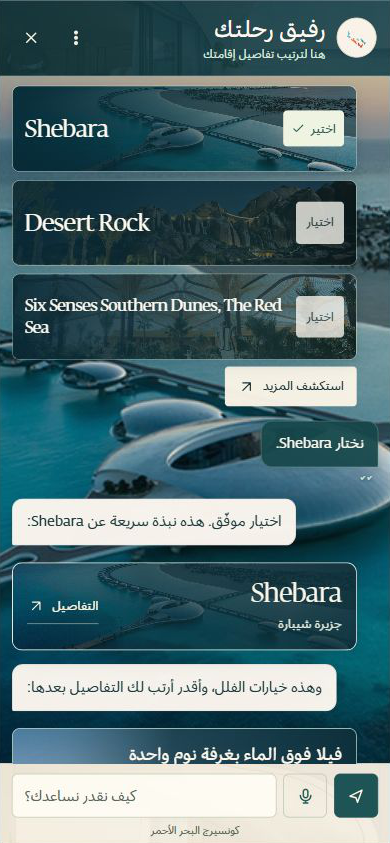 رفيق رحلتك
هنا لترتيب تفاصيل إقامتك
Shebara
اختير
Desert Rock
اختيار
Six Senses Southern Dunes, The Red
Sea
اختيار
استكشف المزيد
نختار Shebara.
اختيار موفّق. هذه نبذة سريعة عن Shebara:
Shebara
جزيرة شيبارة
التفاصيل
وهذه خيارات الفلل، وأقدر أرتب لك التفاصيل بعدها:
فيلا فوق الماء بغرفة نوم واحدة
كيف نقدر نساعدك؟
كونسيرج البحر الأحمر